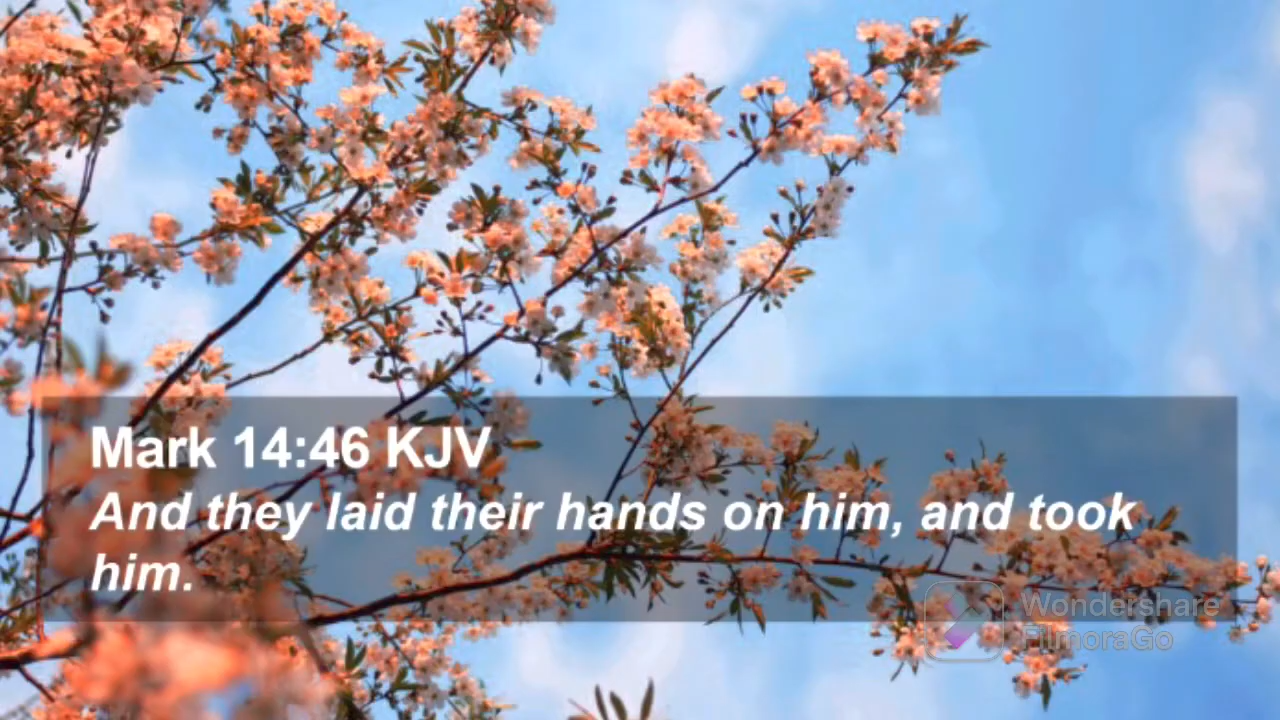 Mark 14:46 KJV
And they laid their hands on him, and took
him.
Wondershare
FilmoraGo